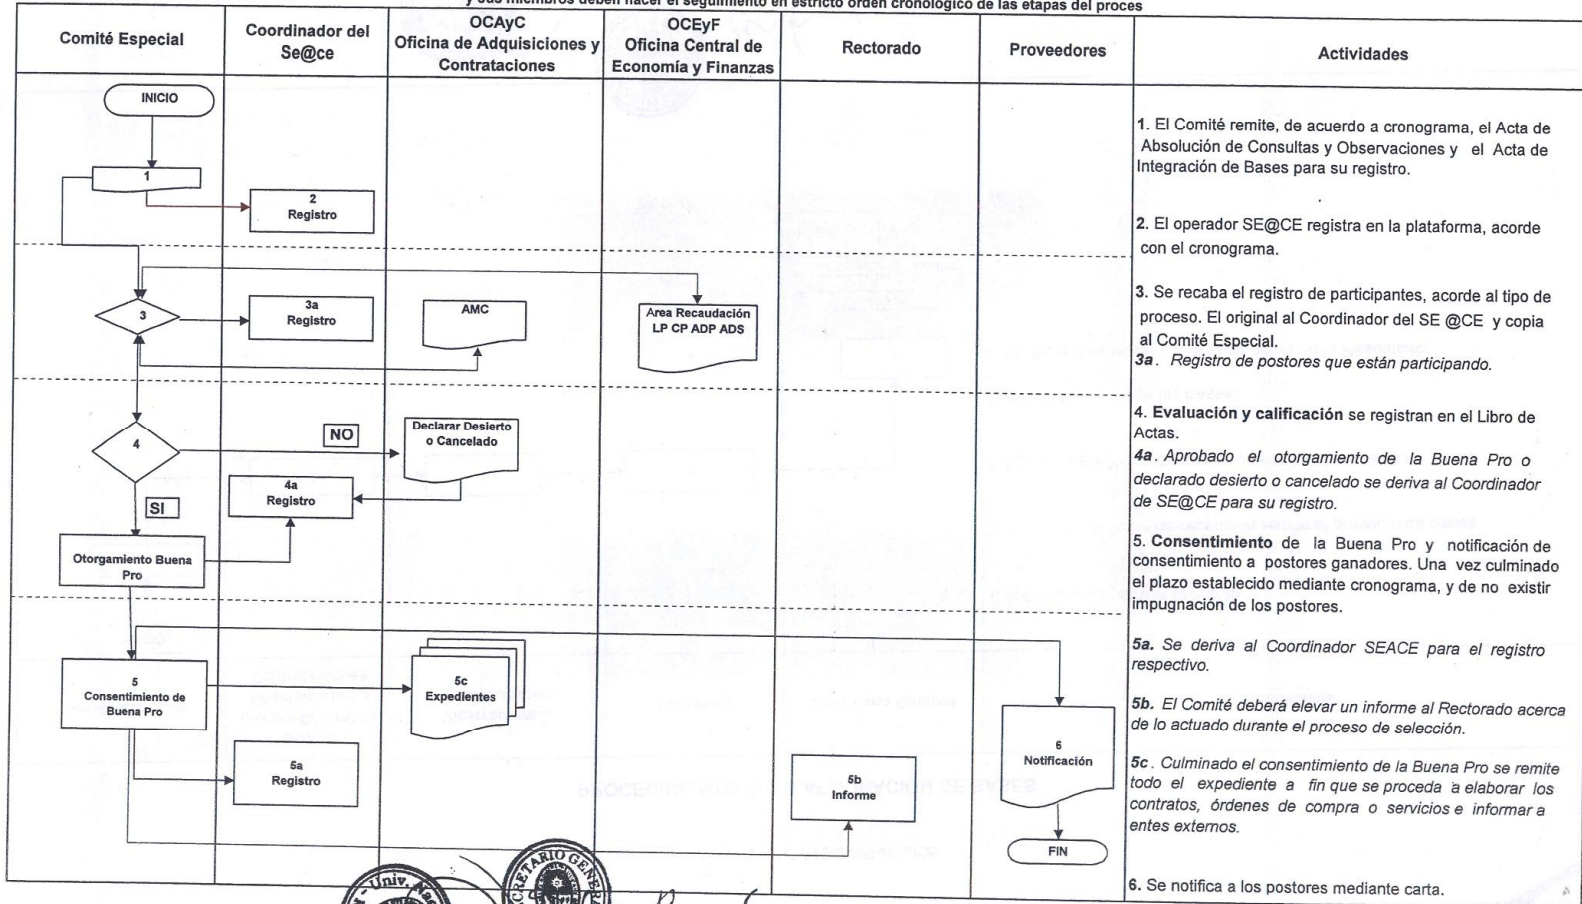 y sus miembros deben hacer el seguimiento en estricto orden cronológico de las etapas del proces
Comité Especial
Coordinador del
Se@ce
OCAyC
Oficina de Adquisiciones y
Contrataciones
OCEyF
Oficina Central de
Economía y Finanzas
Rectorado
Proveedores
Actividades
INICIO
1
2
Registro
3
3a
Registro
AMC
Area Recaudación
LP CP ADP ADS
4
NO
Declarar Desierto
o Cancelado
4a
Registro
SI
Otorgamiento Buena
Pro
5
Consentimiento de
Buena Pro
5c
Expedientes
5a
Registro
5b
Informe
6
Notificación
FIN
1. El Comité remite, de acuerdo a cronograma, el Acta de
Absolución de Consultas y Observaciones y el Acta de
Integración de Bases para su registro.
2. El operador SE@CE registra en la plataforma, acorde
con el cronograma.
3. Se recaba el registro de participantes, acorde al tipo de
proceso. El original al Coordinador del SE @CE y copia
al Comité Especial.
3a. Registro de postores que están participando.
4. Evaluación y calificación se registran en el Libro de
Actas.
4a. Aprobado el otorgamiento de la Buena Pro o
declarado desierto o cancelado se deriva al Coordinador
de SE@CE para su registro.
5. Consentimiento de la Buena Pro y notificación de
consentimiento a postores ganadores. Una vez culminado
el plazo establecido mediante cronograma, y de no existir
impugnación de los postores.
5a. Se deriva al Coordinador SEACE para el registro
respectivo.
5b. El Comité deberá elevar un informe al Rectorado acerca
de lo actuado durante el proceso de selección.
5c. Culminado el consentimiento de la Buena Pro se remite
todo el expediente a fin que se proceda a elaborar los
contratos, órdenes de compra o servicios e informar a
entes externos.
6. Se notifica a los postores mediante carta.
Univ. Nac
SECRETARIO GENERAL